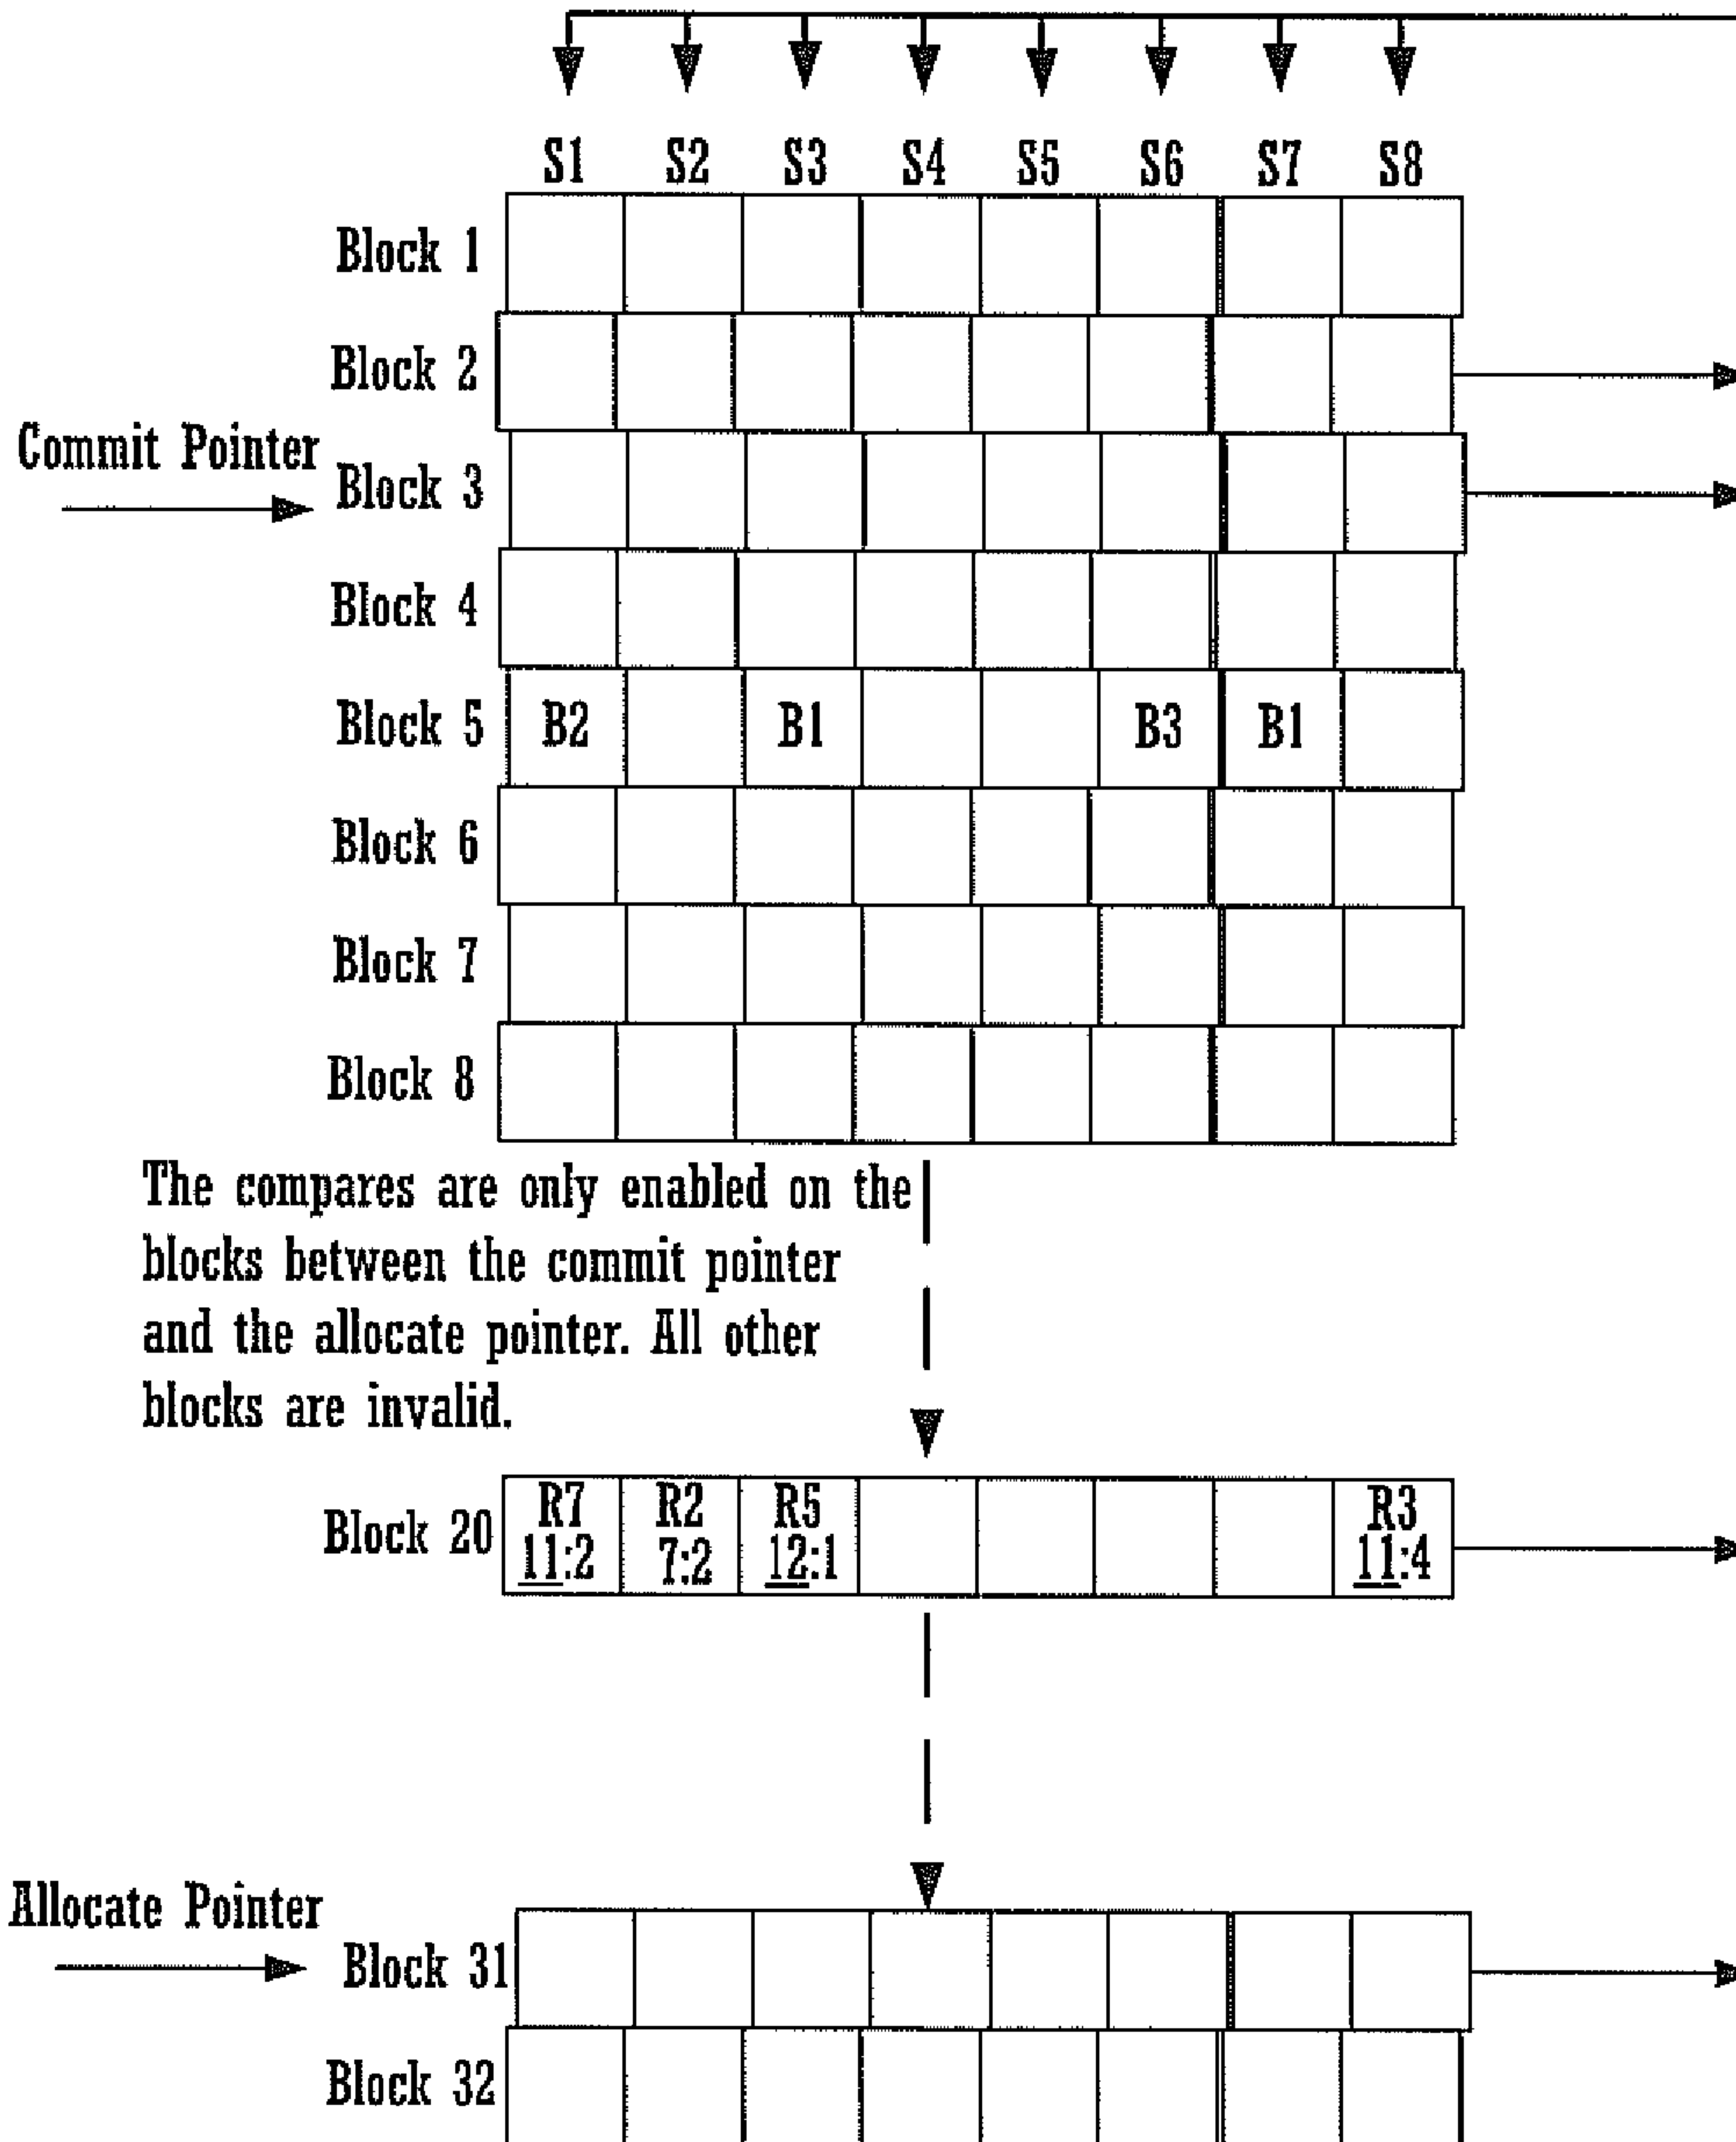 S1 S2 S3 S4 S5 S6 S7 S8
Block 1
Block 2
Commit Pointer
Block 3
Block 4
Block 5 B2 B1 B3 B1
Block 6
Block 7
Block 8
The compares are only enabled on the
blocks between the commit pointer
and the allocate pointer. All other
blocks are invalid.
R7 R2 R5 R3
Block 20
11:2 7:2 12:1 11:4
Allocate Pointer
Block 31
Block 32